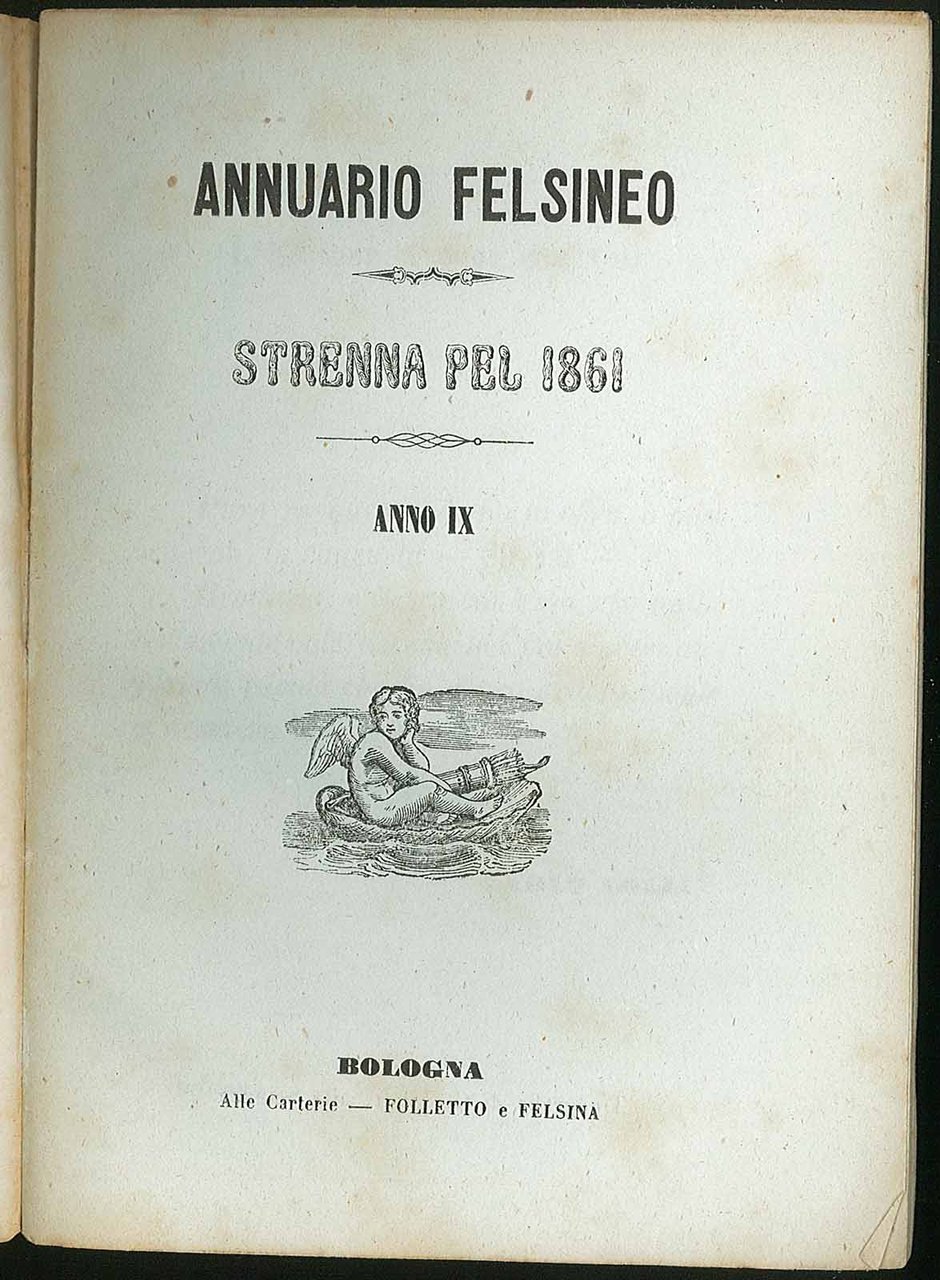 ANNUARIO FELSINEO
STRENNA PEL 1861
ANNO IX
BOLOGNA
Alle Carterie — FOLLETTO e FELSINA